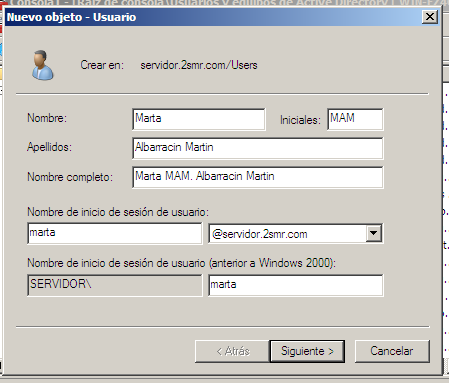 Nuevo objeto - Usuario
Crear en: servidor.2smr.com/Users
Nombre: Marta Iniciales: MAM
Apellidos: Albarracin Martin
Nombre completo: Marta MAM. Albarracin Martin
Nombre de inicio de sesión de usuario:
marta @servidor.2smr.com
Nombre de inicio de sesión de usuario (anterior a Windows 2000):
SERVIDOR\ marta
< Atrás Siguiente > Cancelar